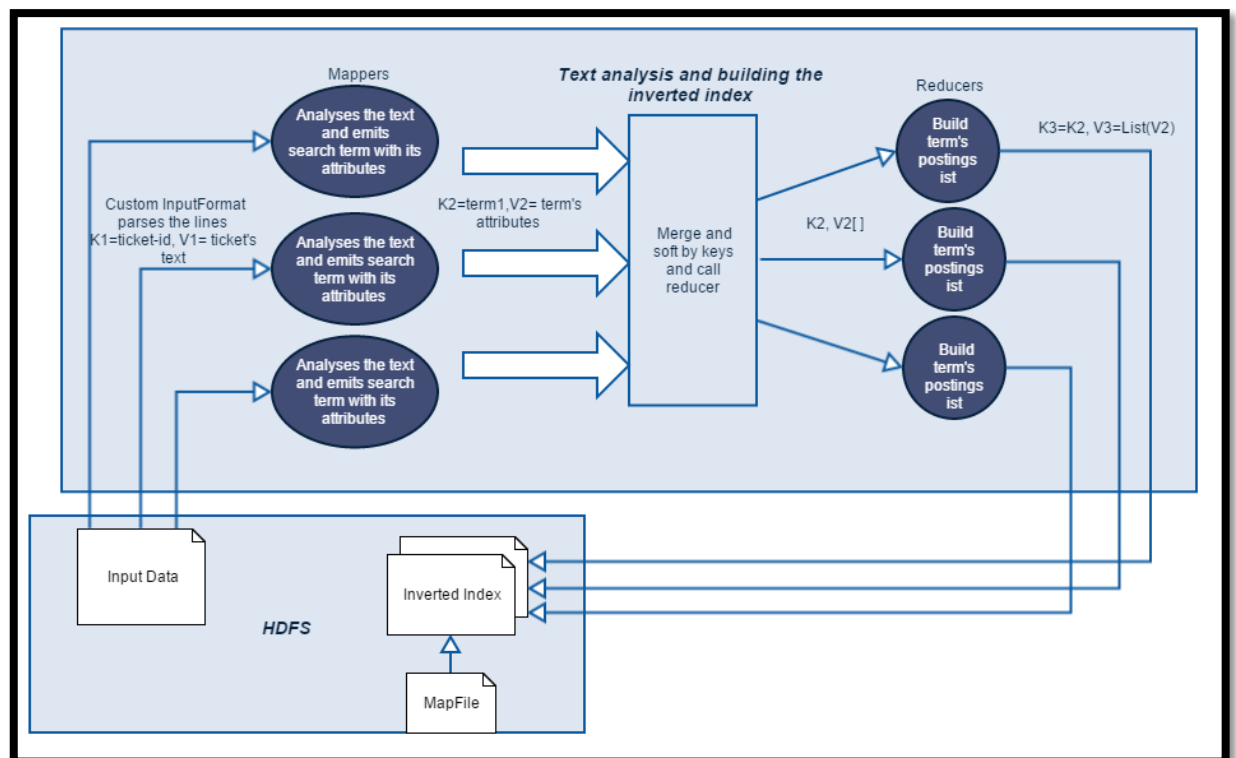 Mappers
Text analysis and building the
inverted index
Reducers
Analyses the text
and emits
search term with its
attributes
Build
term's
postings
ist
K3=K2, V3=List(V2)
Custom InputFormat
parses the lines
K1=ticket-id, V1= ticket's
text
K2=term1,V2= term's
attributes
Analyses the text
and emits search
term with its
attributes
Merge and
soft by keys
and call
reducer
K2, V2[ ]
Build
term's
postings
ist
Analyses the text
and emits search
term with its
attributes
Build
term's
postings
ist
Input Data
Inverted Index
HDFS
MapFile